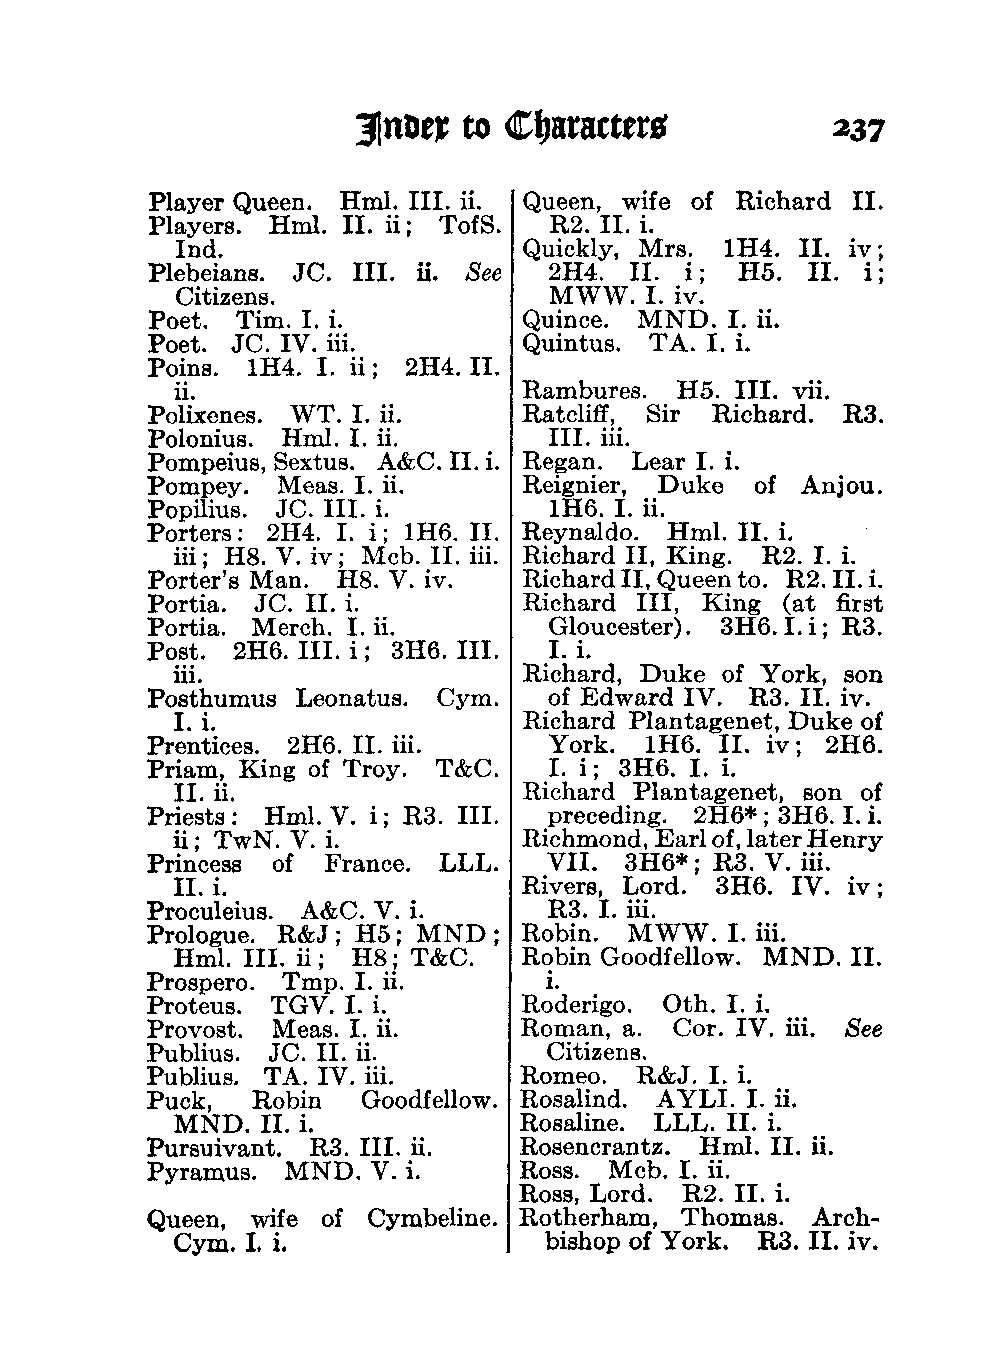 Index to Characters 237
Player Queen. Hml. III. ii.
Players. Hml. II. ii; TofS.
Ind.
Plebeians. JC. III. ii. See
Citizens.
Poet. Tim. I. i.
Poet. JC. IV. iii.
Poins. 1H4. I. ii; 2H4. II.
ii.
Polixenes. WT. I. ii.
Polonius. Hml. I. ii.
Pompeius, Sextus. A&C. II. i.
Pompey. Meas. I. ii.
Popilius. JC. III. i.
Porters: 2H4. I. i; 1H6. II.
iii; H8. V. iv; Mcb. II. iii.
Porter's Man. H8. V. iv.
Portia. JC. II. i.
Portia. Merch. I. ii.
Post. 2H6. III. i; 3H6. III.
iii.
Posthumus Leonatus. Cym.
I. i.
Prentices. 2H6. II. iii.
Priam, King of Troy. T&C.
II. ii.
Priests: Hml. V. i; R3. III.
ii; TwN. V. i.
Princess of France. LLL.
II. i.
Proculeius. A&C. V. i.
Prologue. R&J; H5; MND;
Hml. III. ii; H8; T&C.
Prospero. Tmp. I. ii.
Proteus. TGV. I. i.
Provost. Meas. I. ii.
Publius. JC. II. ii.
Publius. TA. IV. iii.
Puck, Robin Goodfellow.
MND. II. i.
Pursuivant. R3. III. ii.
Pyramus. MND. V. i.
Queen, wife of Cymbeline.
Cym. I. i.
Queen, wife of Richard II.
R2. II. i.
Quickly, Mrs. 1H4. II. iv;
2H4. II. i; H5. II. i;
MWW. I. iv.
Quince. MND. I. ii.
Quintus. TA. I. i.
Rambures. H5. III. vii.
Ratcliff, Sir Richard. R3.
III. iii.
Regan. Lear I. i.
Reignier, Duke of Anjou.
1H6. I. ii.
Reynaldo. Hml. II. i.
Richard II, King. R2. I. i.
Richard II, Queen to. R2. II. i.
Richard III, King (at first
Gloucester). 3H6. I. i; R3.
I. i.
Richard, Duke of York, son
of Edward IV. R3. II. iv.
Richard Plantagenet, Duke of
York. 1H6. II. iv; 2H6.
I. i; 3H6. I. i.
Richard Plantagenet, son of
preceding. 2H6*; 3H6. I. i.
Richmond, Earl of, later Henry
VII. 3H6*; R3. V. iii.
Rivers, Lord. 3H6. IV. iv;
R3. I. iii.
Robin. MWW. I. iii.
Robin Goodfellow. MND. II.
i.
Roderigo. Oth. I. i.
Roman, a. Cor. IV. iii. See
Citizens.
Romeo. R&J. I. i.
Rosalind. AYLI. I. ii.
Rosaline. LLL. II. i.
Rosencrantz. Hml. II. ii.
Ross. Mcb. I. ii.
Ross, Lord. R2. II. i.
Rotherham, Thomas. Arch-
bishop of York. R3. II. iv.